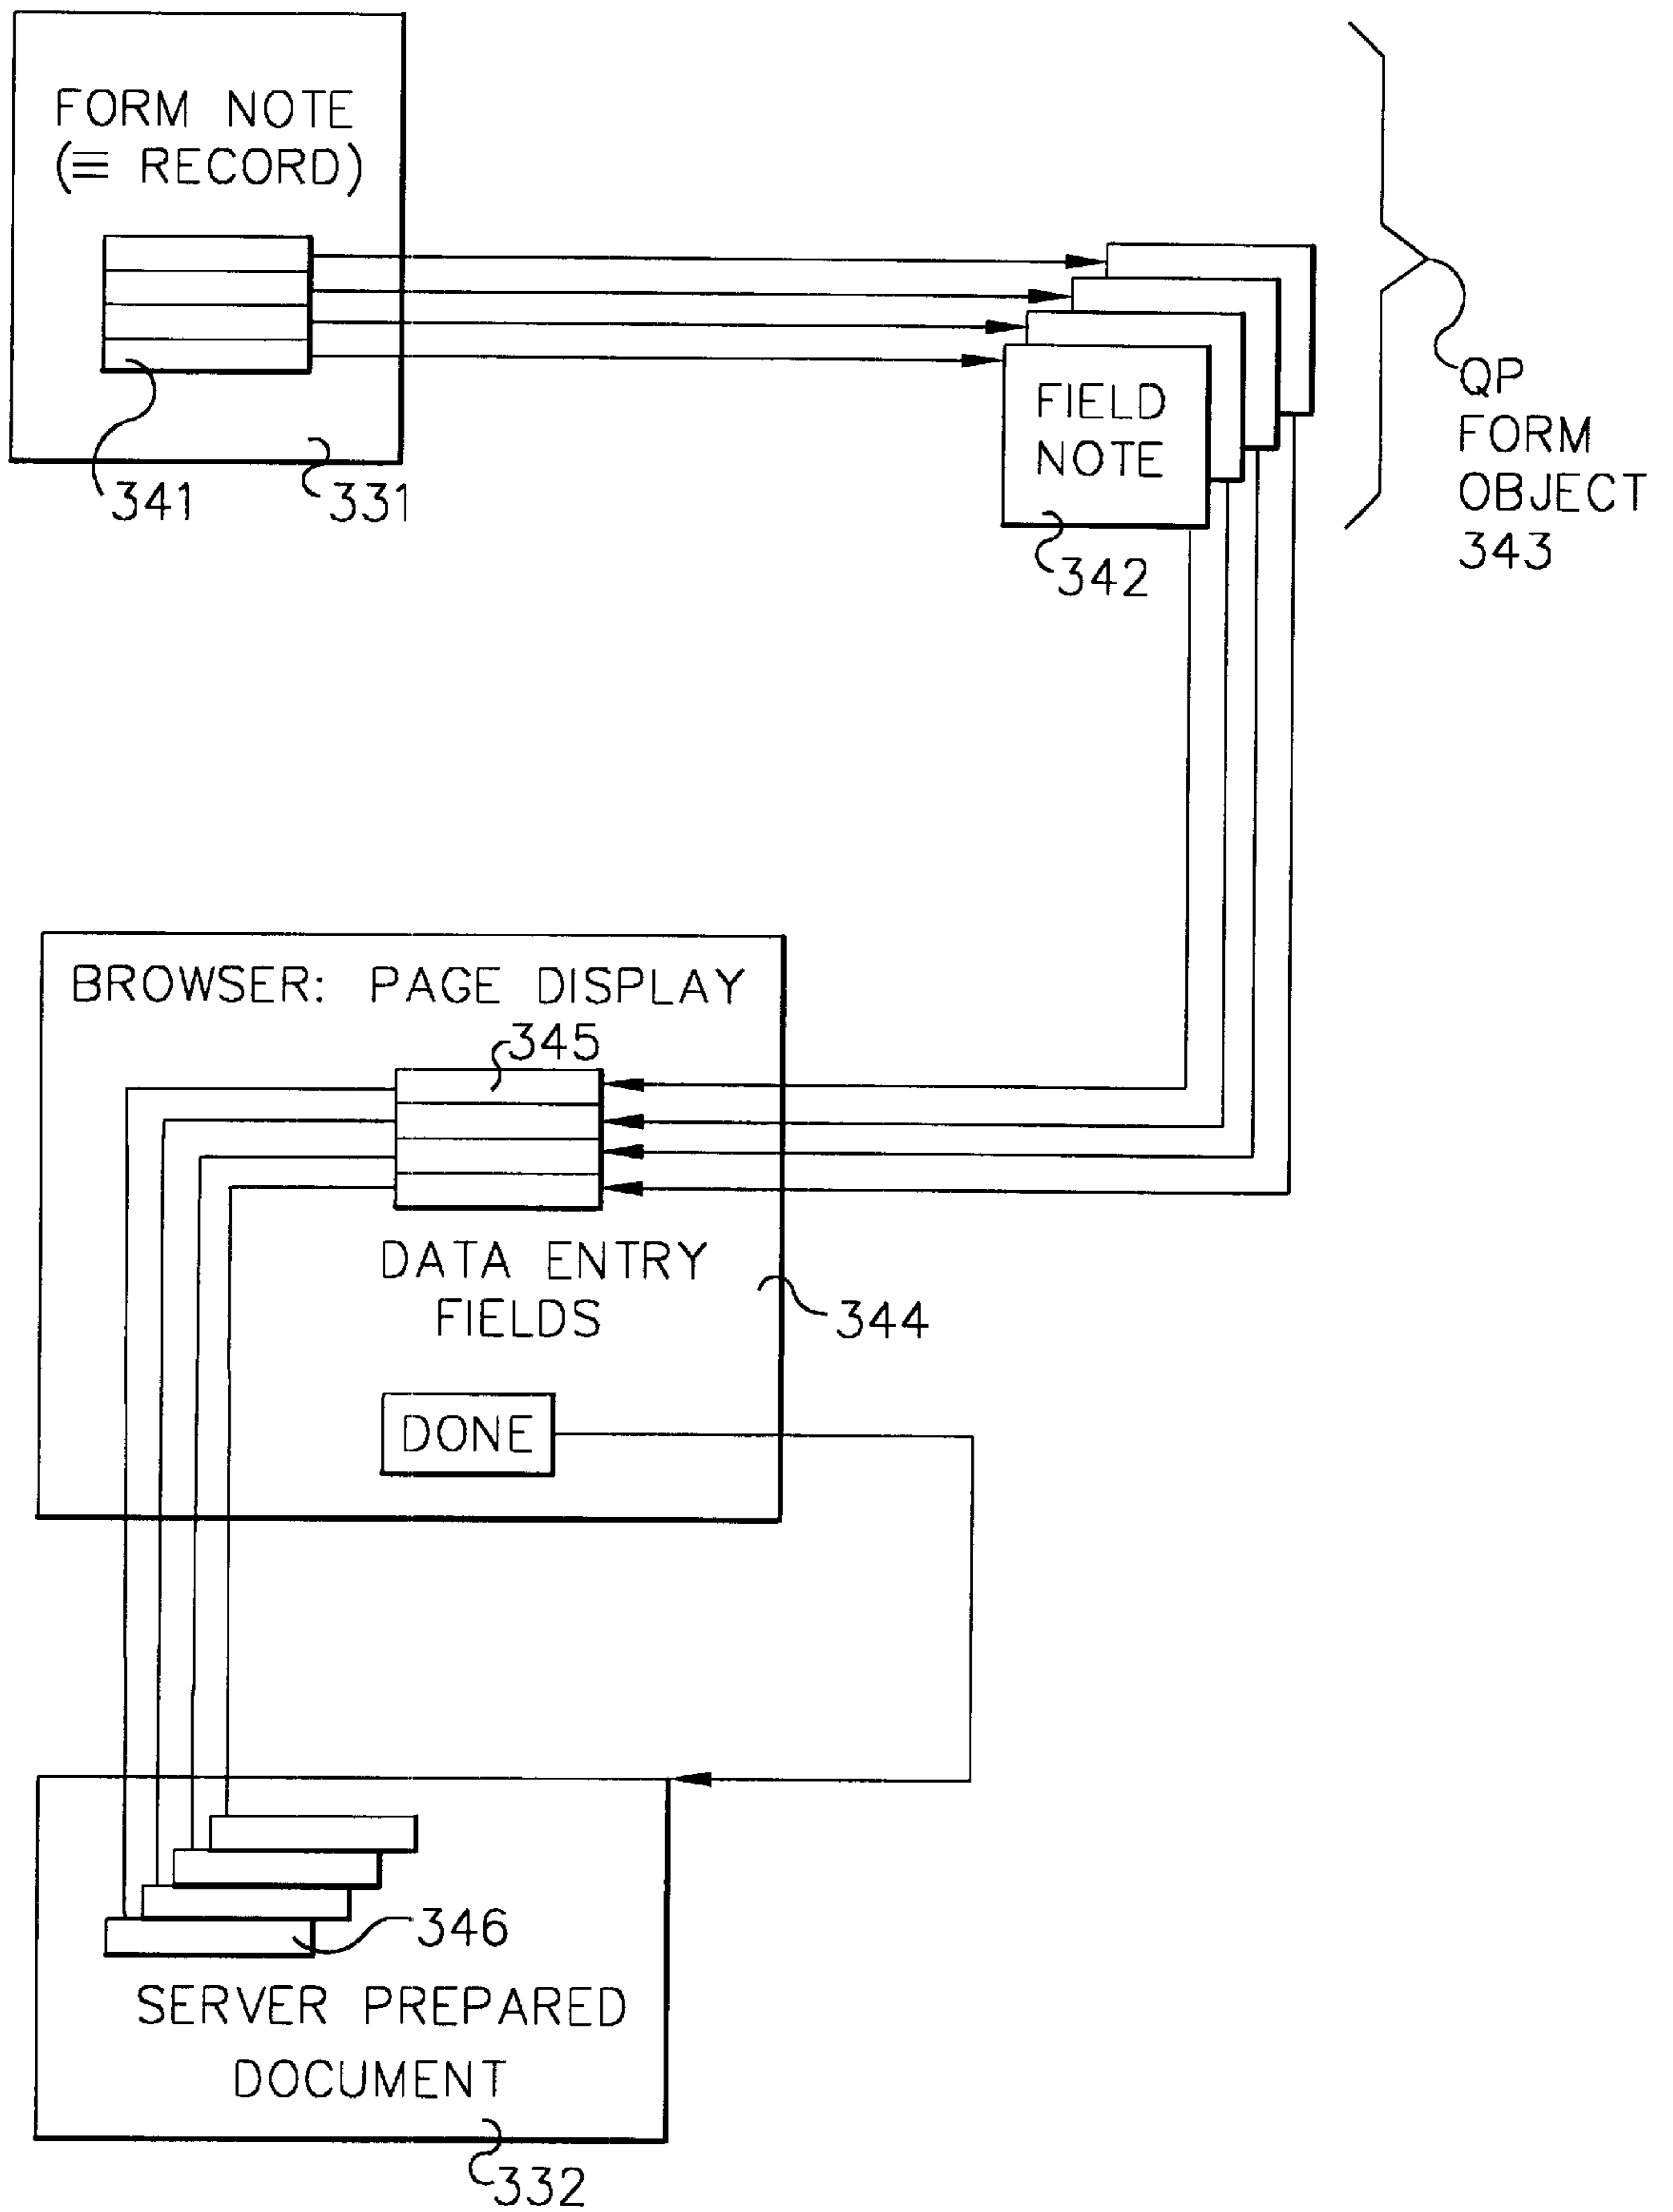 FORM NOTE
(≡ RECORD)
341
331
FIELD
NOTE
342
QP
FORM
OBJECT
343
BROWSER: PAGE DISPLAY
345
DATA ENTRY
FIELDS
344
DONE
346
SERVER PREPARED
DOCUMENT
332